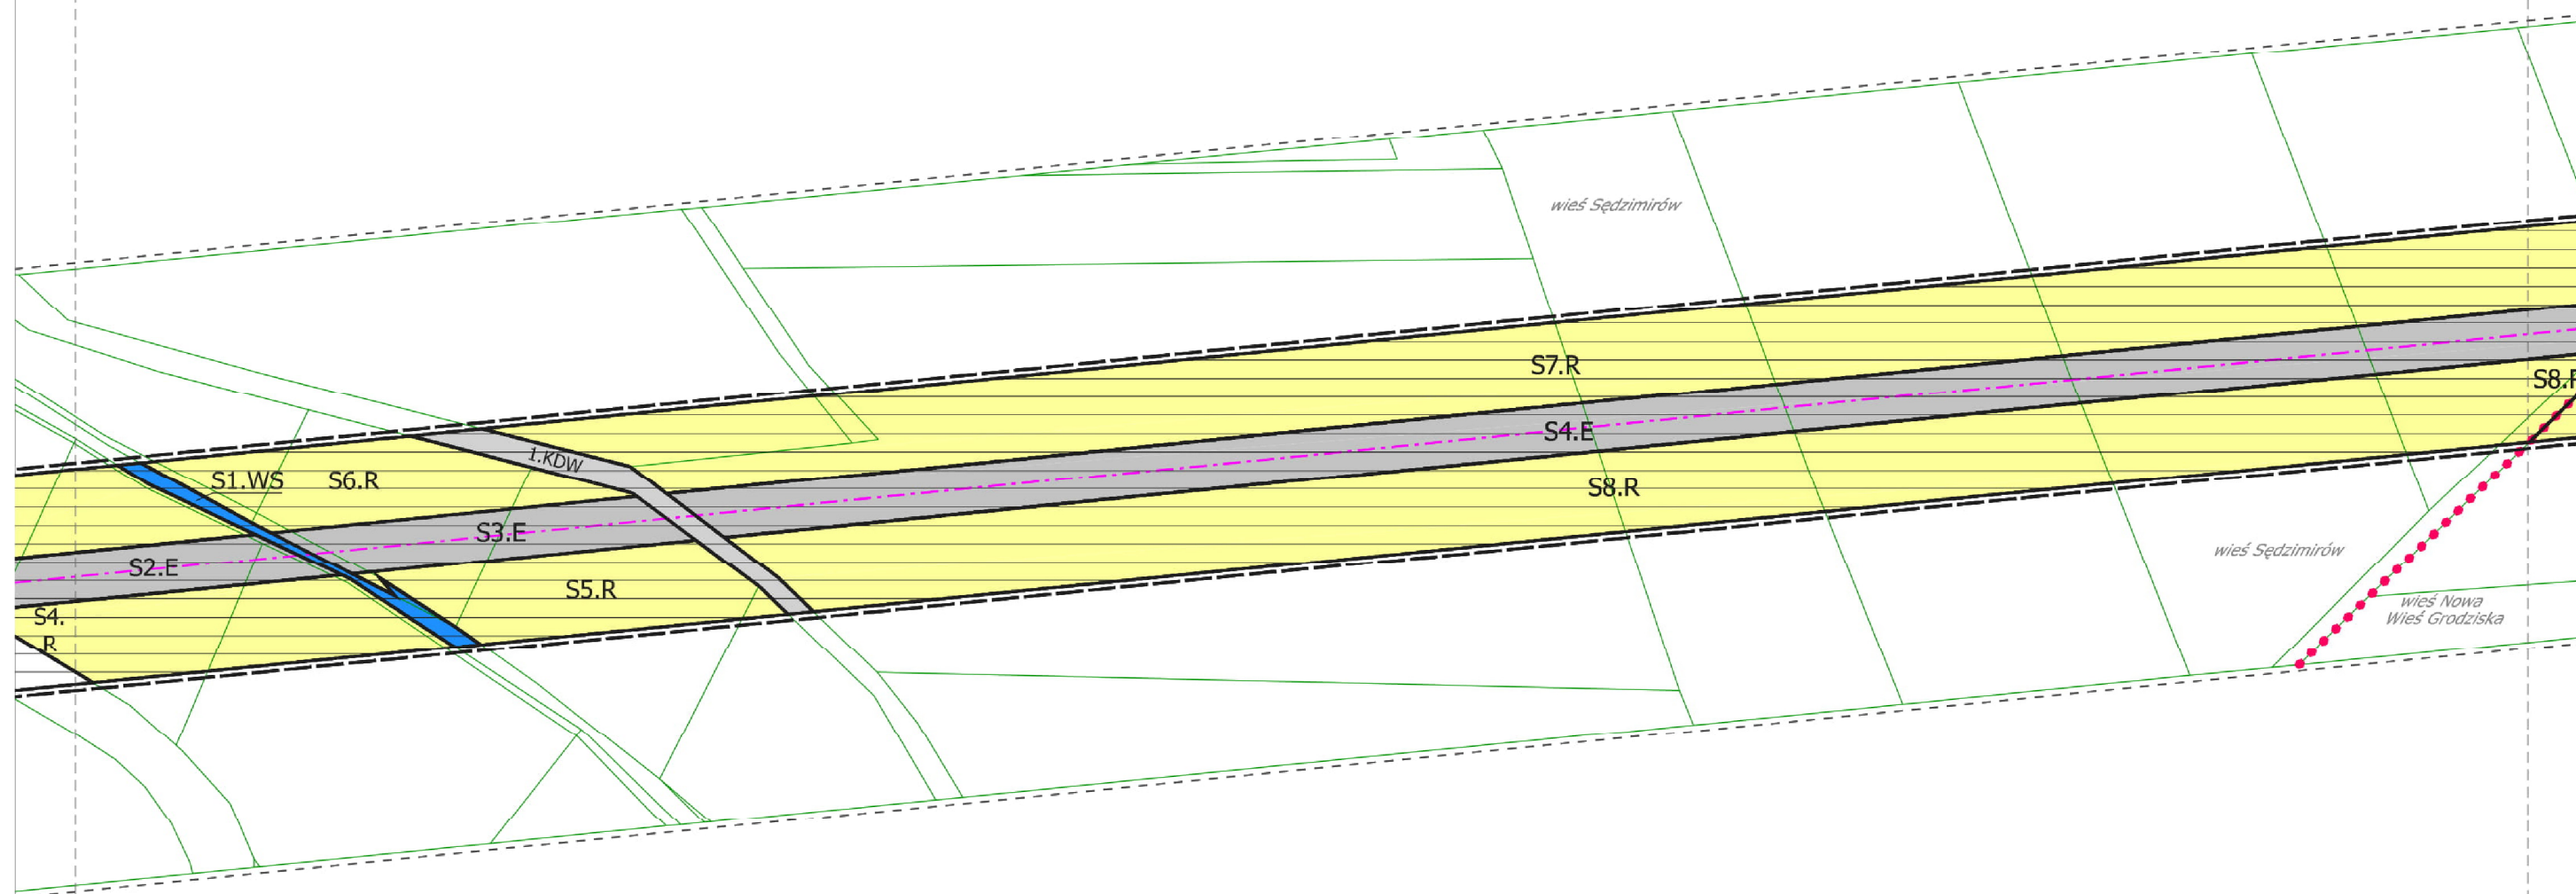 wieś Sędzimirów
S7.R
S8.R
S4.E
1.KDW
S1.WS
S6.R
S8.R
S3.E
S2.E
wieś Sędzimirów
S5.R
S4.
R
wieś Nowa
Wieś Grodziska